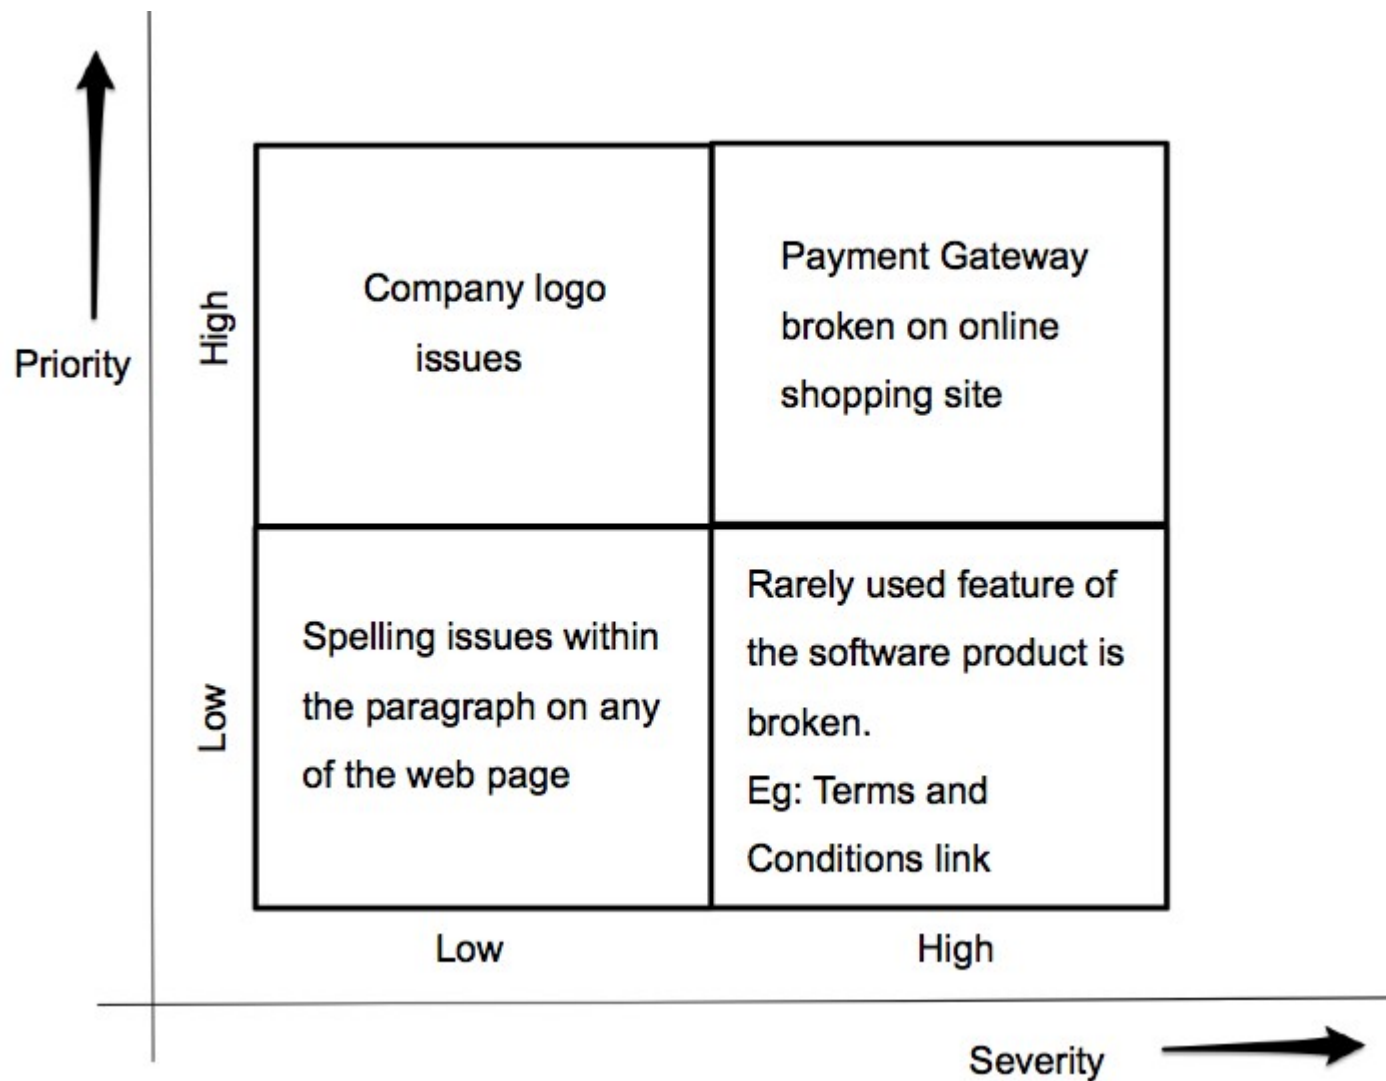 Priority
High
Company logo
issues
Payment Gateway
broken on online
shopping site
Low
Spelling issues within
the paragraph on any
of the web page
Rarely used feature of
the software product is
broken.
Eg: Terms and
Conditions link
Low
High
Severity